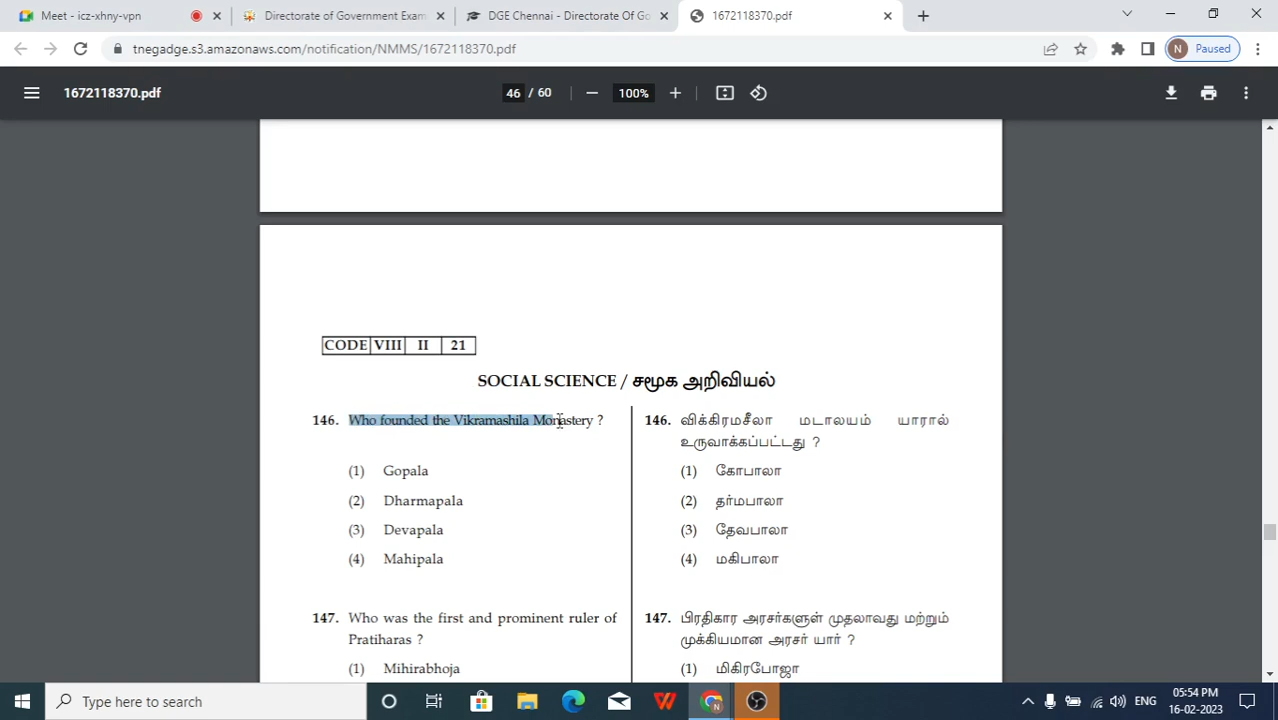 Meet - icz-xhny-vpn
Directorate of Government Exam
DGE Chennai - Directorate Of Go
1672118370.pdf
tnegadge.s3.amazonaws.com/notification/NMMS/1672118370.pdf
N Paused
1672118370.pdf
46 / 60
100%
CODE VIII II 21
SOCIAL SCIENCE / சமூக அறிவியல்
146. Who founded the Vikramashila Monastery ?
(1) Gopala
(2) Dharmapala
(3) Devapala
(4) Mahipala
147. Who was the first and prominent ruler of
Pratiharas ?
(1) Mihirabhoja
146. விக்கிரமசீலா மடாலயம் யாரால்
உருவாக்கப்பட்டது ?
(1) கோபாலா
(2) தர்மபாலா
(3) தேவபாலா
(4) மகிபாலா
147. பிரதிகார அரசர்களுள் முதலாவது மற்றும்
முக்கியமான அரசர் யார் ?
(1) மிகிரபோஜா
Type here to search
N
ENG
05:54 PM
16-02-2023